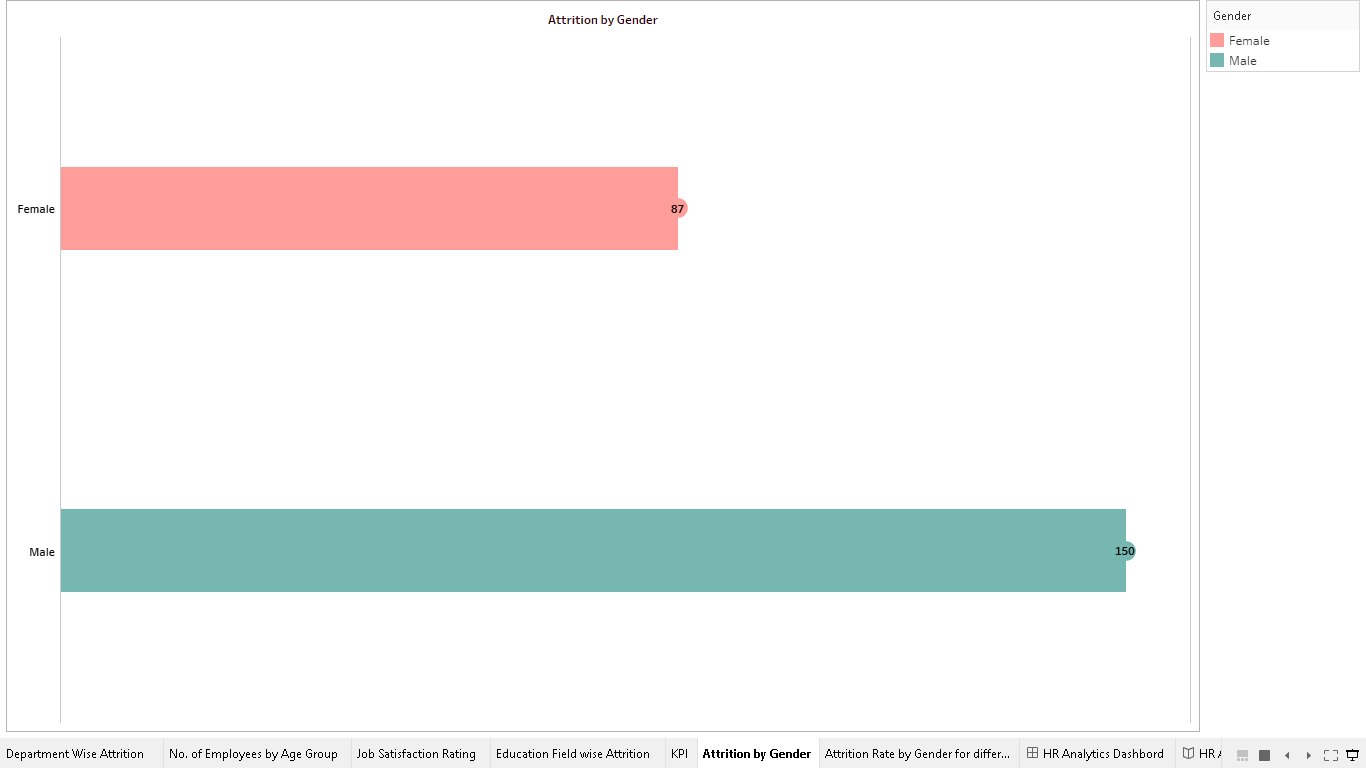 Attrition by Gender
Gender
Female
Male
Female
87
Male
150
Department Wise Attrition
No. of Employees by Age Group
Job Satisfaction Rating
Education Field wise Attrition
KPI
Attrition by Gender
Attrition Rate by Gender for differ...
HR Analytics Dashbord
HR